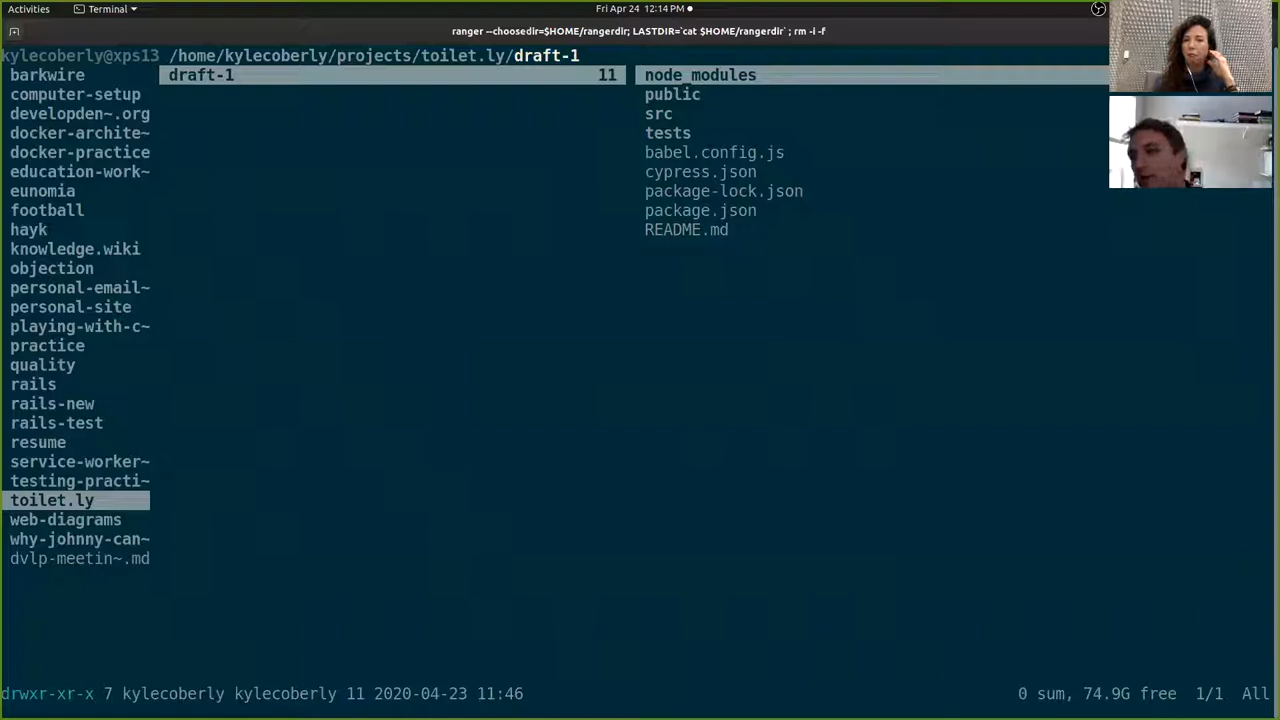 Activities
Terminal
Fri Apr 24 12:14 PM
ranger --choosedir=$HOME/rangerdir; LASTDIR=`cat $HOME/rangerdir` ; rm -i -f
kylecoberly@xps13 /home/kylecoberly/projects/toilet.ly/draft-1
barkwire
computer-setup
developden~.org
docker-archite~
docker-practice
education-work~
eunomia
football
hayk
knowledge.wiki
objection
personal-email~
personal-site
playing-with-c~
practice
quality
rails
rails-new
rails-test
resume
service-worker~
testing-practi~
toilet.ly
web-diagrams
why-johnny-can~
dvlp-meetin~.md
draft-1 11
node_modules
public
src
tests
babel.config.js
cypress.json
package-lock.json
package.json
README.md
drwxr-xr-x 7 kylecoberly kylecoberly 11 2020-04-23 11:46
0 sum, 74.9G free 1/1 All